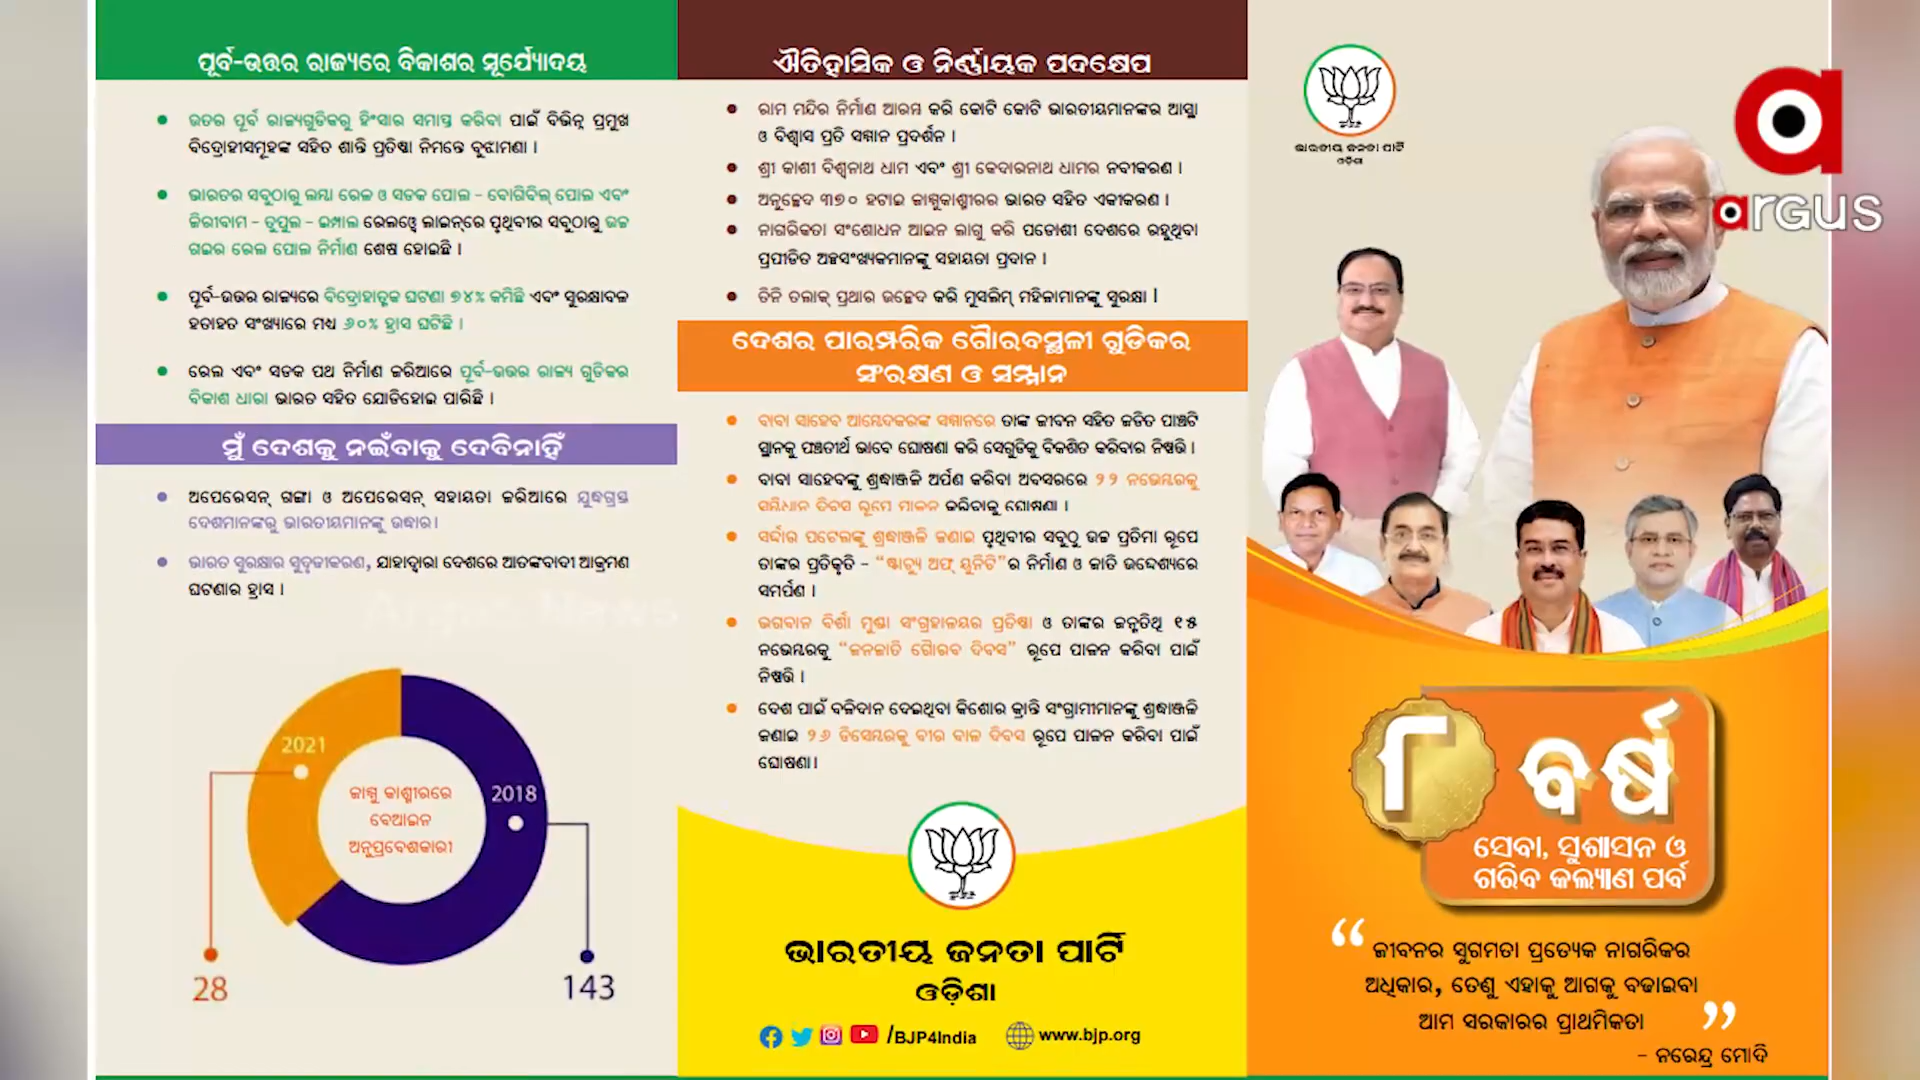 ପୂର୍ବ-ଉତ୍ତର ରାଜ୍ୟରେ ବିକାଶର ସୂର୍ଯ୍ୟୋଦୟ
ଉତର ପୂର୍ବ ରାଜ୍ୟଗୁଡିକରୁ ହିଂସାର ସମାପ୍ତ କରିବା ପାଇଁ ବିଭିନ୍ନ ପ୍ରମୁଖ
ବିଦ୍ରୋହୀସମୂହଙ୍କ ସହିତ ଶାନ୍ତି ପ୍ରତିଷ୍ଠା ନିମନ୍ତେ ବୁଝାମଣା ।
ଭାରତର ସବୁଠାରୁ ଲମ୍ୱା ରେଳ ଓ ସଡକ ପୋଲ - ବୋଗିବିଲ୍ ପୋଲ ଏବଂ
ଜିରୀବାମ - ତୁପୁଲ - ଇମ୍ଫାଲ ରେଲୱେ ଲାଇନ୍‌ରେ ପୃଥିବୀର ସବୁଠାରୁ ଉଚ୍ଚ
ଗଇର ରେଲ ପୋଲ ନିର୍ମାଣ ଶେଷ ହୋଇଛି ।
ପୂର୍ବ-ଉତ୍ତର ରାଜ୍ୟରେ ବିଦ୍ରୋହାତ୍ମକ ଘଟଣା ୭୪% କମିଛି ଏବଂ ସୁରକ୍ଷାବଳ
ହତାହତ ସଂଖ୍ୟାରେ ମଧ୍ୟ ୬୦% ହ୍ରାସ ଘଟିଛି ।
ରେଲ ଏବଂ ସଡକ ପଥ ନିର୍ମାଣ ଜରିଆରେ ପୂର୍ବ-ଉତ୍ତର ରାଜ୍ୟ ଗୁଡିକର
ବିକାଶ ଧାରା ଭାରତ ସହିତ ଯୋଡିହୋଇ ପାରିଛି ।
ମୁଁ ଦେଶକୁ ନଇଁବାକୁ ଦେବିନାହିଁ
ଅପେରେସନ୍ ଗଙ୍ଗା ଓ ଅପେରେସନ୍ ସହାୟତା ଜରିଆରେ ଯୁଦ୍ଧଗ୍ରସ୍ତ
ଦେଶମାନଙ୍କରୁ ଭାରତୀୟମାନଙ୍କୁ ଉଦ୍ଧାର।
ଭାରତ ସୁରକ୍ଷାର ସୁଦୃଢୀକରଣ, ଯାହାଦ୍ୱାରା ଦେଶରେ ଆତଙ୍କବାଦୀ ଆକ୍ରମଣ
ଘଟଣାର ହ୍ରାସ ।
Argus News
2021
2018
ଜାମ୍ମୁ କାଶ୍ମୀରରେ
ବେଆଇନ
ଅନୁପ୍ରବେଶକାରୀ
28
143
ଐତିହାସିକ ଓ ନିର୍ଣ୍ଣାୟକ ପଦକ୍ଷେପ
ରାମ ମନ୍ଦିର ନିର୍ମାଣ ଆରମ୍ଭ କରି କୋଟି କୋଟି ଭାରତୀୟମାନଙ୍କର ଆସ୍ଥା
ଓ ବିଶ୍ୱାସ ପ୍ରତି ସମ୍ମାନ ପ୍ରଦର୍ଶନ ।
ଶ୍ରୀ କାଶୀ ବିଶ୍ୱନାଥ ଧାମ ଏବଂ ଶ୍ରୀ କେଦାରନାଥ ଧାମର ନବୀକରଣ ।
ଅନୁଚ୍ଛେଦ ୩୭୦ ହଟାଇ ଜାମ୍ମୁକାଶ୍ମୀରର ଭାରତ ସହିତ ଏକୀକରଣ ।
ନାଗରିକତା ସଂଶୋଧନ ଆଇନ ଲାଗୁ କରି ପଡୋଶୀ ଦେଶରେ ରହୁଥିବା
ପ୍ରପୀଡିତ ଅଳ୍ପସଂଖ୍ୟକମାନଙ୍କୁ ସହାୟତା ପ୍ରଦାନ ।
ତିନି ତଲାକ୍ ପ୍ରଥାର ଉଚ୍ଛେଦ କରି ମୁସଲିମ୍ ମହିଳାମାନଙ୍କୁ ସୁରକ୍ଷା ।
ଦେଶର ପାରମ୍ପରିକ ଗୌରବସ୍ଥଳୀ ଗୁଡିକର
ସଂରକ୍ଷଣ ଓ ସମ୍ମାନ
ବାବା ସାହେବ ଆମ୍ବେଦକରଙ୍କ ସମ୍ମାନରେ ତାଙ୍କ ଜୀବନ ସହିତ ଜଡିତ ପାଞ୍ଚଟି
ସ୍ଥାନକୁ ପଞ୍ଚତୀର୍ଥ ଭାବେ ଘୋଷଣା କରି ସେଗୁଡିକୁ ବିକଶିତ କରିବାର ନିଷ୍ପତ୍ତି ।
ବାବା ସାହେବଙ୍କୁ ଶ୍ରଦ୍ଧାଞ୍ଜଳି ଅର୍ପଣ କରିବା ଅବସରରେ ୨୨ ନଭେମ୍ବରକୁ
ସମ୍ବିଧାନ ଦିବସ ରୂପେ ପାଳନ କରିବାକୁ ଘୋଷଣା ।
ସର୍ଦ୍ଦାର ପଟେଲଙ୍କୁ ଶ୍ରଦ୍ଧାଞ୍ଜଳି ଜଣାଇ ପୃଥିବୀର ସବୁଠୁ ଉଚ୍ଚ ପ୍ରତିମା ରୂପେ
ତାଙ୍କର ପ୍ରତିକୃତି - “ଷ୍ଟାଚ୍ୟୁ ଅଫ୍ ୟୁନିଟି”ର ନିର୍ମାଣ ଓ ଜାତି ଉଦ୍ଦେଶ୍ୟରେ
ସମର୍ପଣ ।
ଭଗବାନ ବିର୍ଶା ମୁଣ୍ଡା ସଂଗ୍ରହାଳୟର ପ୍ରତିଷ୍ଠା ଓ ତାଙ୍କର ଜନ୍ମତିଥି ୧୫
ନଭେମ୍ବରକୁ “ଜନଜାତି ଗୌରବ ଦିବସ” ରୂପେ ପାଳନ କରିବା ପାଇଁ
ନିଷ୍ପତ୍ତି ।
ଦେଶ ପାଇଁ ବଳିଦାନ ଦେଇଥିବା କିଶୋର କ୍ରାନ୍ତି ସଂଗ୍ରାମୀମାନଙ୍କୁ ଶ୍ରଦ୍ଧାଞ୍ଜଳି
ଜଣାଇ ୨୬ ଡିସେମ୍ବରକୁ ବୀର ବାଳ ଦିବସ ରୂପେ ପାଳନ କରିବା ପାଇଁ
ଘୋଷଣା।
ଭାରତୀୟ ଜନତା ପାର୍ଟି
ଓଡ଼ିଶା
/BJP4India www.bjp.org
ଭାରତୀୟ ଜନତା ପାର୍ଟି
ଓଡ଼ିଶା
argus
୮ ବର୍ଷ
ସେବା, ସୁଶାସନ ଓ
ଗରିବ କଲ୍ୟାଣ ପର୍ବ
“ ଜୀବନର ସୁଗମତା ପ୍ରତ୍ୟେକ ନାଗରିକର
ଅଧିକାର, ତେଣୁ ଏହାକୁ ଆଗକୁ ବଢାଇବା
ଆମ ସରକାରର ପ୍ରାଥମିକତା ”
- ନରେନ୍ଦ୍ର ମୋଦି